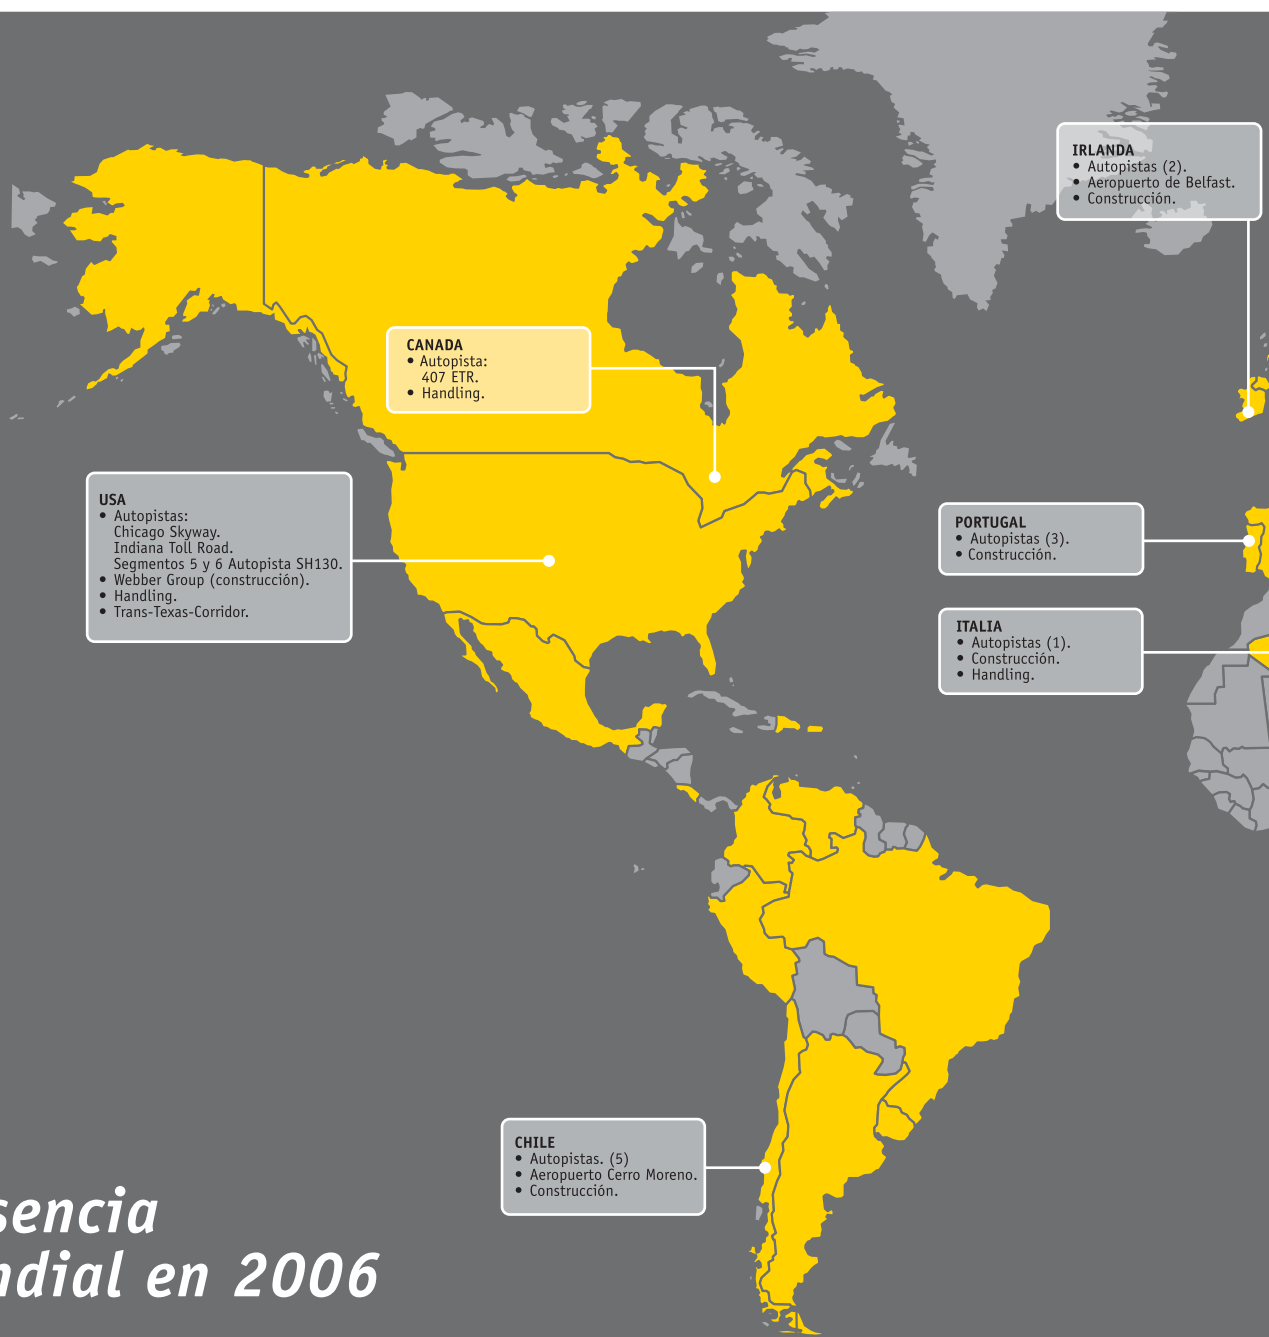 IRLANDA
• Autopistas (2).
• Aeropuerto de Belfast.
• Construcción.
CANADA
• Autopista:
407 ETR.
• Handling.
USA
• Autopistas:
Chicago Skyway.
Indiana Toll Road.
Segmentos 5 y 6 Autopista SH130.
• Webber Group (construcción).
• Handling.
• Trans-Texas-Corridor.
PORTUGAL
• Autopistas (3).
• Construcción.
ITALIA
• Autopistas (1).
• Construcción.
• Handling.
CHILE
• Autopistas. (5)
• Aeropuerto Cerro Moreno.
• Construcción.
sencia
ndial en 2006